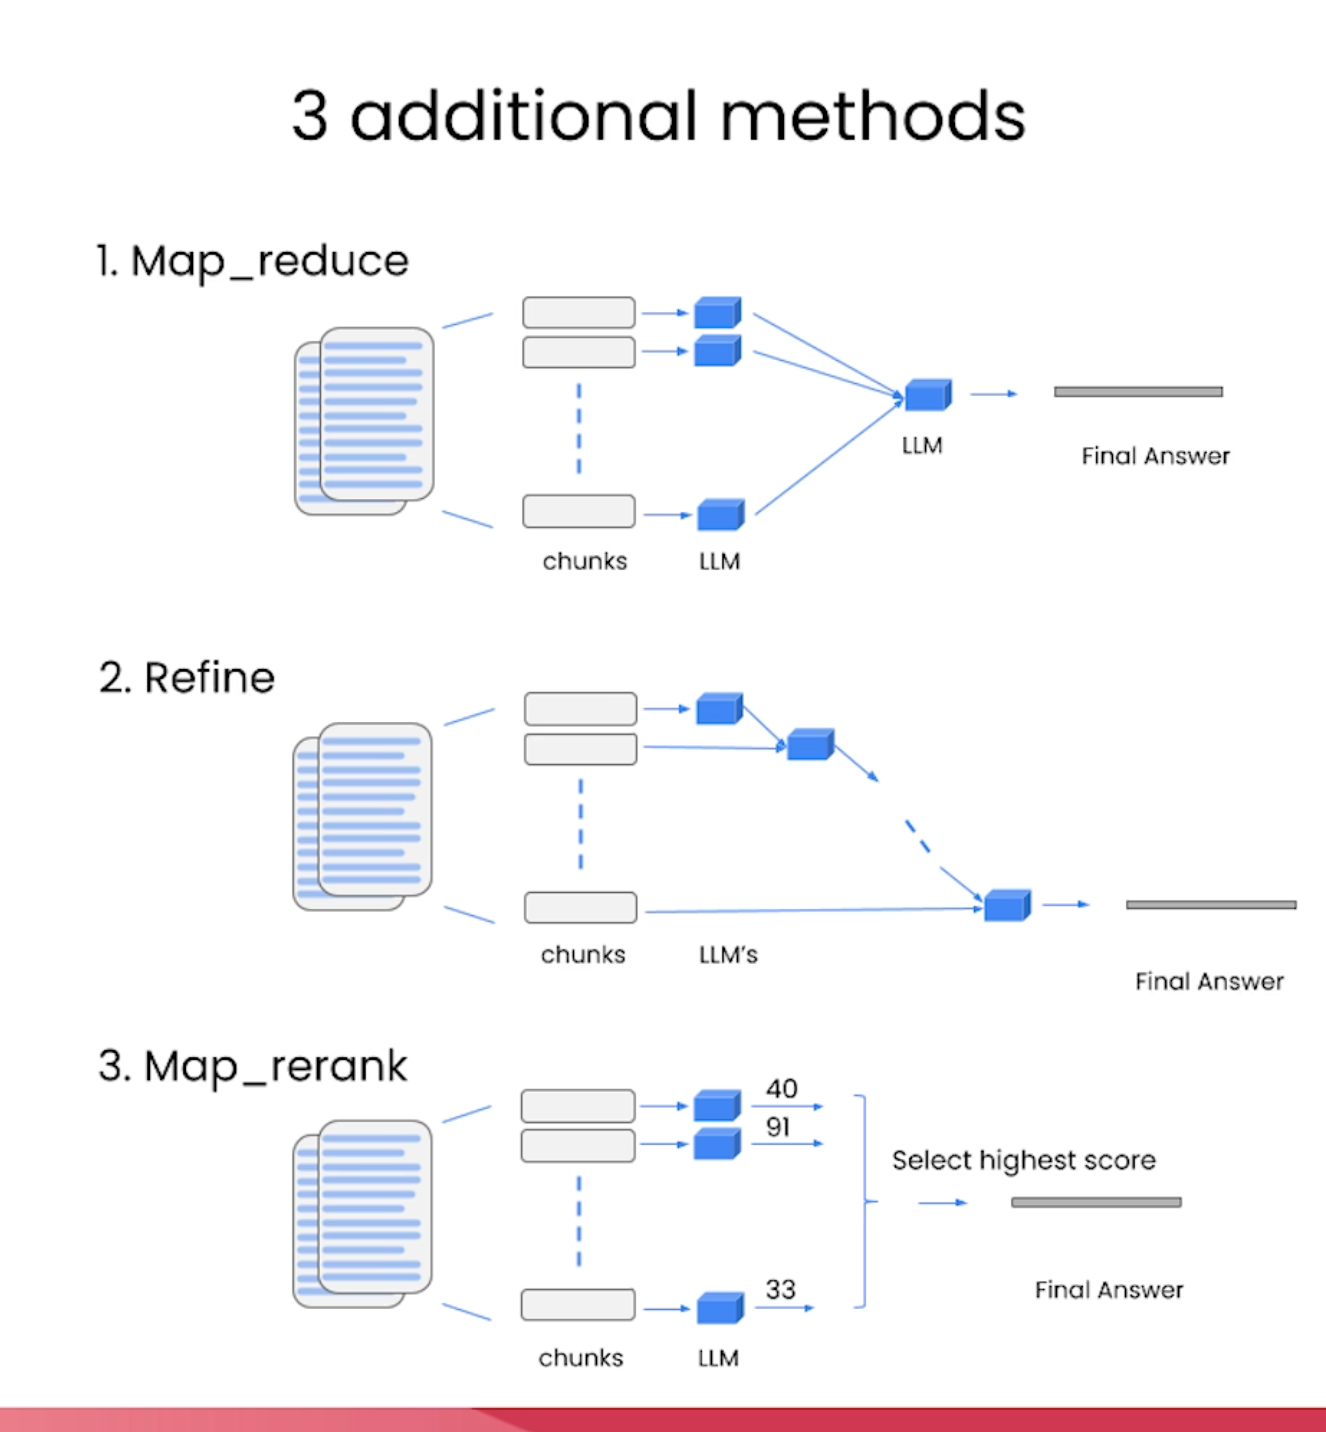 3 additional methods
1. Map_reduce
LLM
Final Answer
chunks
LLM
2. Refine
chunks
LLM's
Final Answer
3. Map_rerank
40
91
Select highest score
33
Final Answer
chunks
LLM